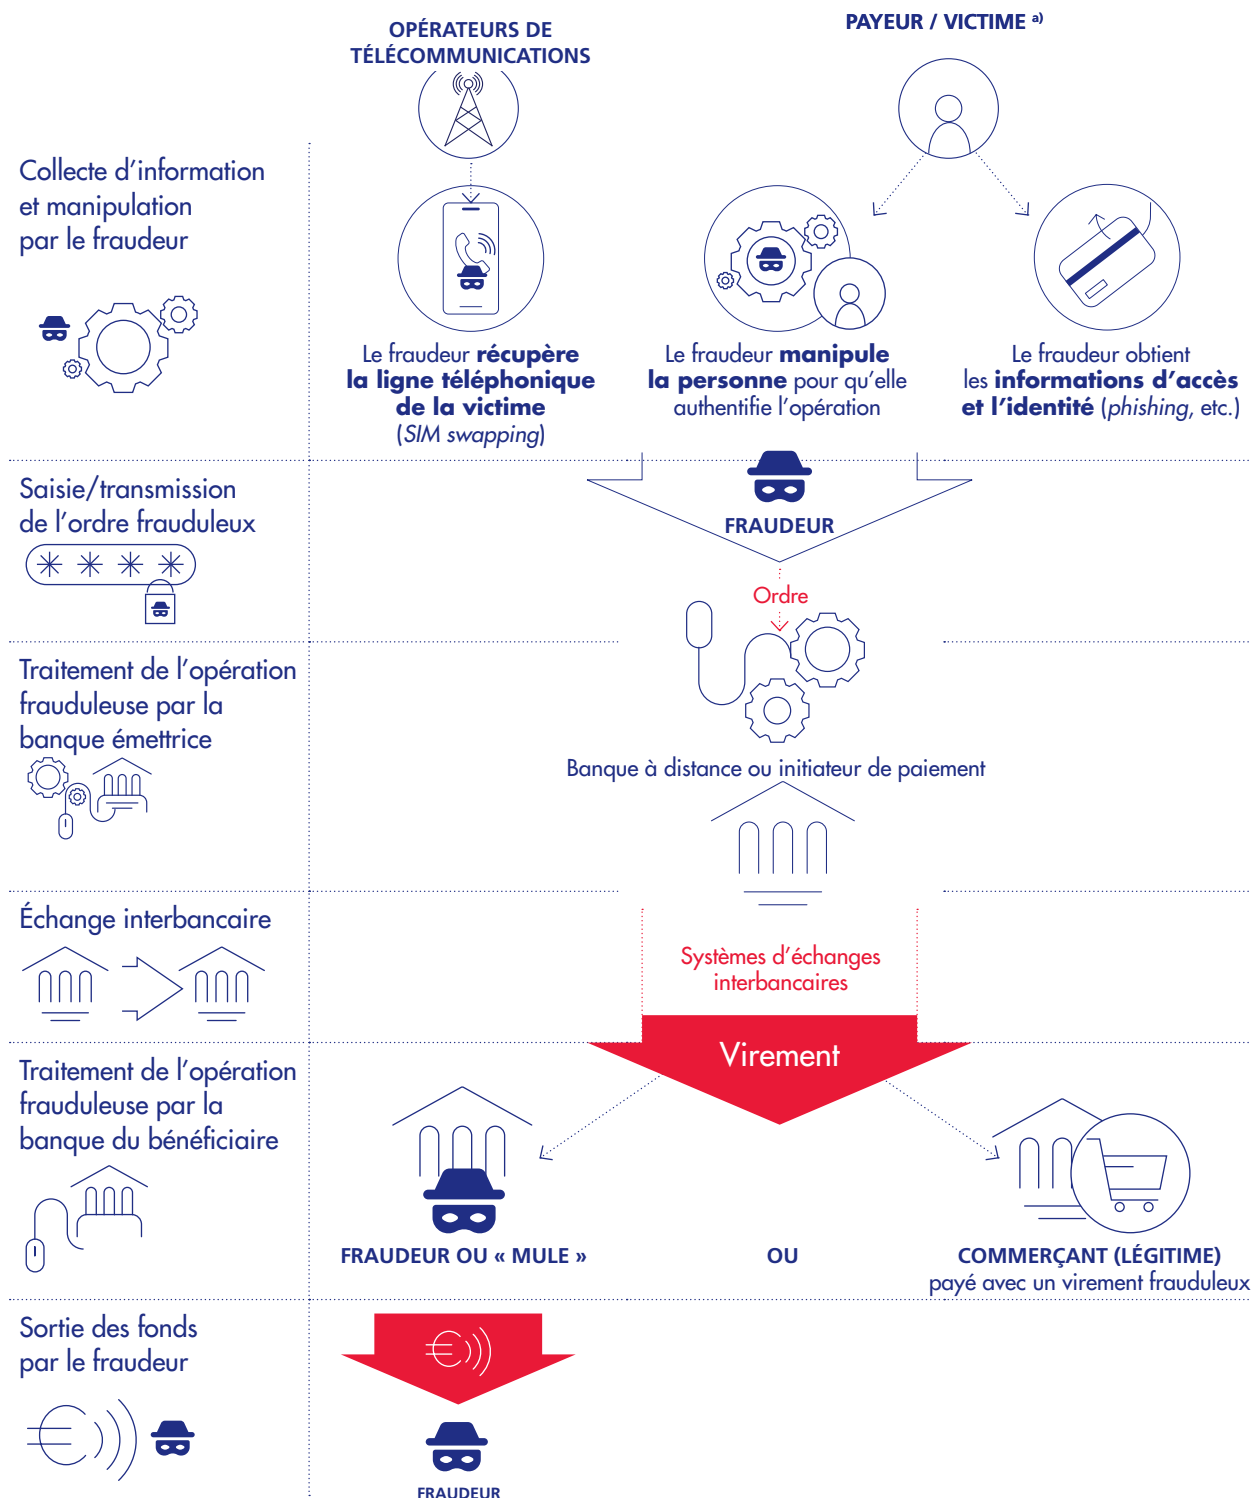 OPÉRATEURS DE
TÉLÉCOMMUNICATIONS
PAYEUR / VICTIME a)
Collecte d’information
et manipulation
par le fraudeur
Le fraudeur récupère
la ligne téléphonique
de la victime
(SIM swapping)
Le fraudeur manipule
la personne pour qu’elle
authentifie l’opération
Le fraudeur obtient
les informations d’accès
et l’identité (phishing, etc.)
Saisie/transmission
de l’ordre frauduleux
FRAUDEUR
Ordre
Traitement de l’opération
frauduleuse par la
banque émettrice
Banque à distance ou initiateur de paiement
Échange interbancaire
Systèmes d’échanges
interbancaires
Virement
Traitement de l’opération
frauduleuse par la
banque du bénéficiaire
FRAUDEUR OU « MULE »
OU
COMMERÇANT (LÉGITIME)
payé avec un virement frauduleux
Sortie des fonds
par le fraudeur
FRAUDEUR